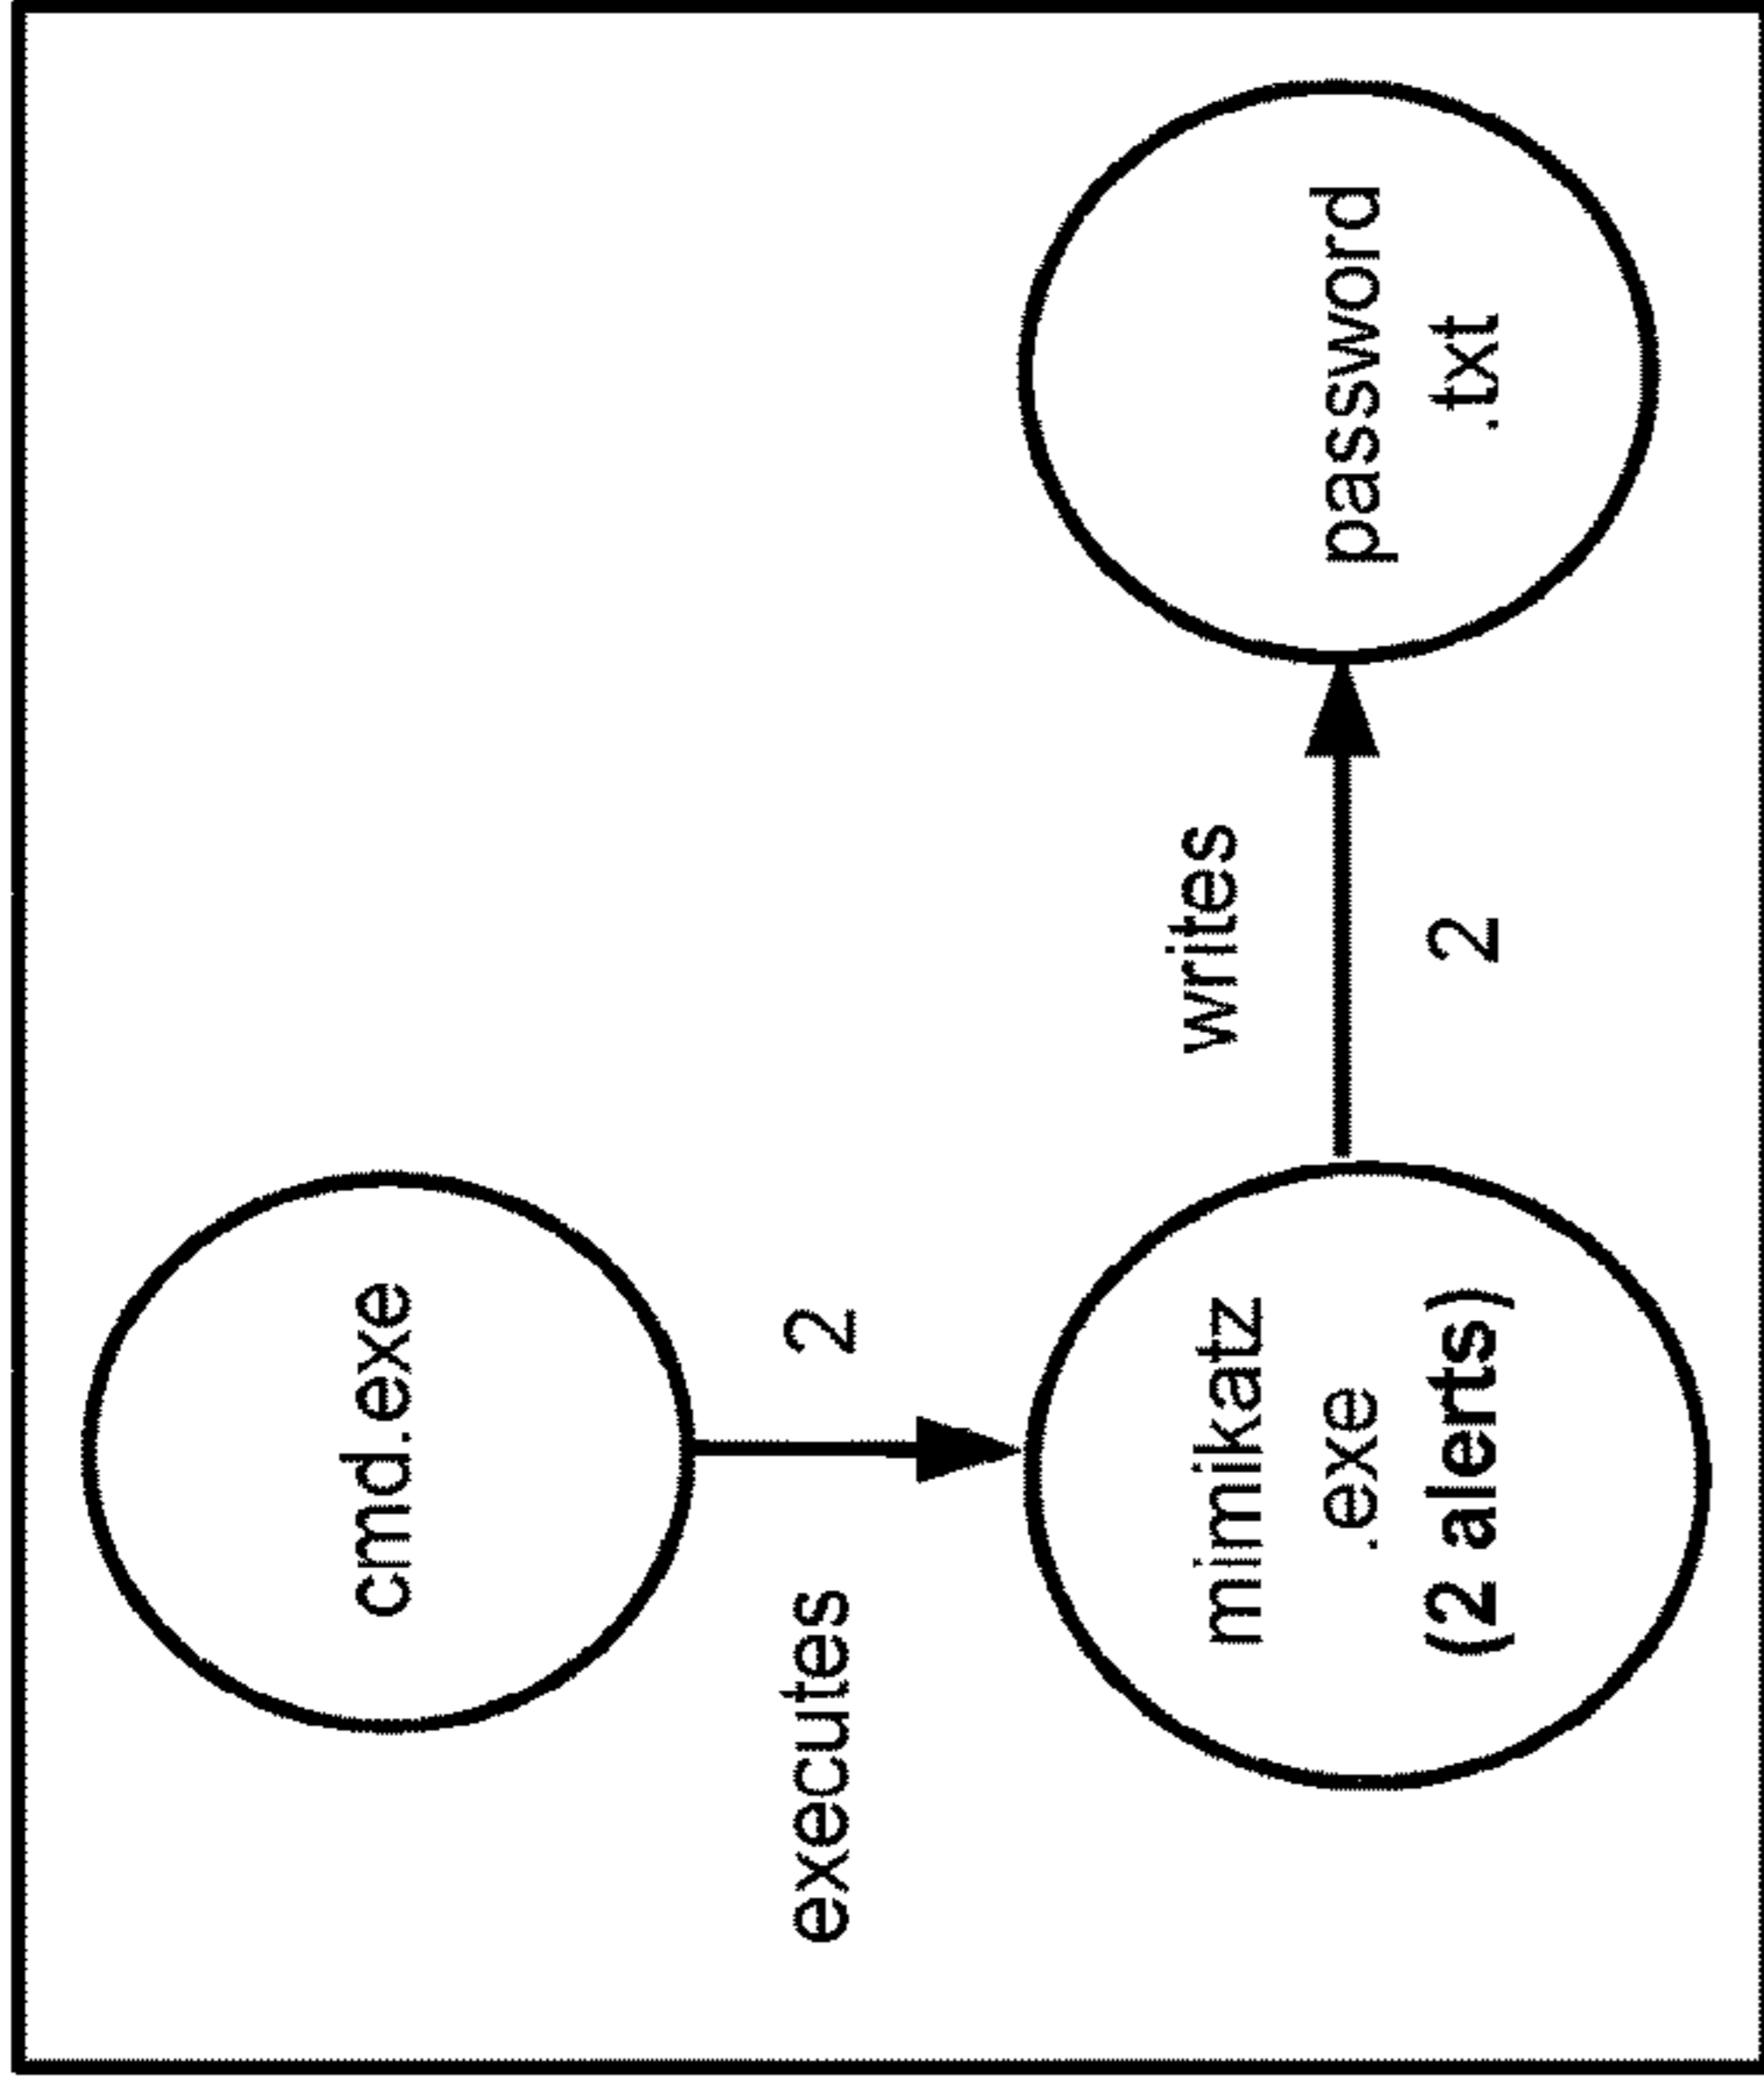 cmd.exe
executes
2
mimikatz
.exe
(2 alerts)
writes
2
password
.txt